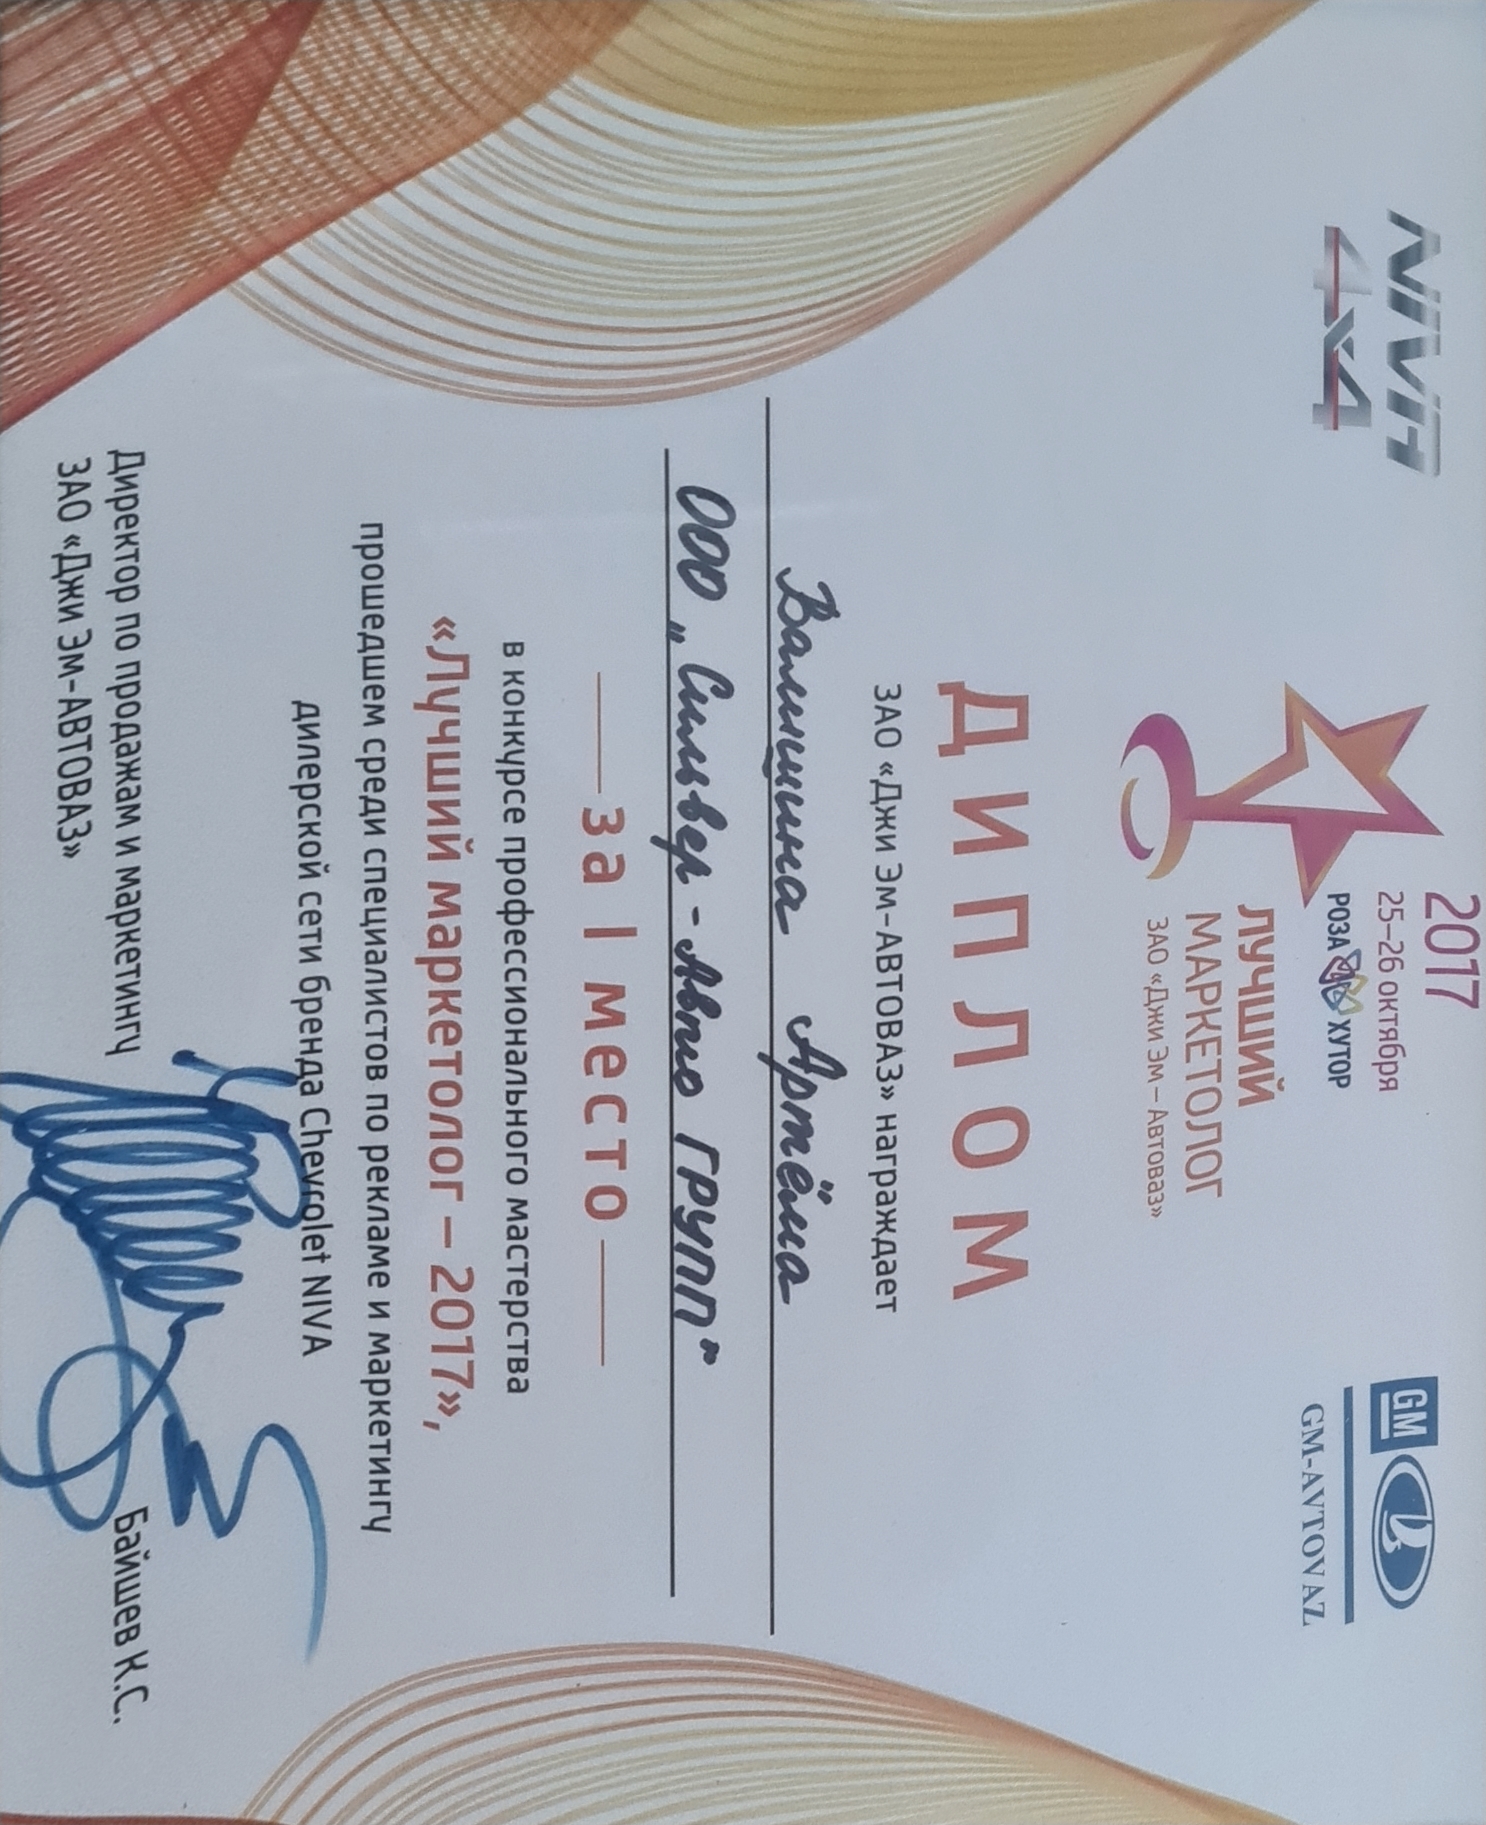 NIVA
4x4
2017
25–26 октября
РОЗА ХУТОР
ЛУЧШИЙ
МАРКЕТОЛОГ
ЗАО «Джи Эм – Автоваз»
GM
GM-AVTOVAZ
ДИПЛОМ
ЗАО «Джи Эм-АВТОВАЗ» награждает
Валишина Артёма
ООО „Сильвер-Авто ГРУПП"
за I место
в конкурсе профессионального мастерства
«Лучший маркетолог – 2017»,
прошедшем среди специалистов по рекламе и маркетингу
дилерской сети бренда Chevrolet NIVA
Директор по продажам и маркетингу
ЗАО «Джи Эм-АВТОВАЗ»
Байшев К.С.